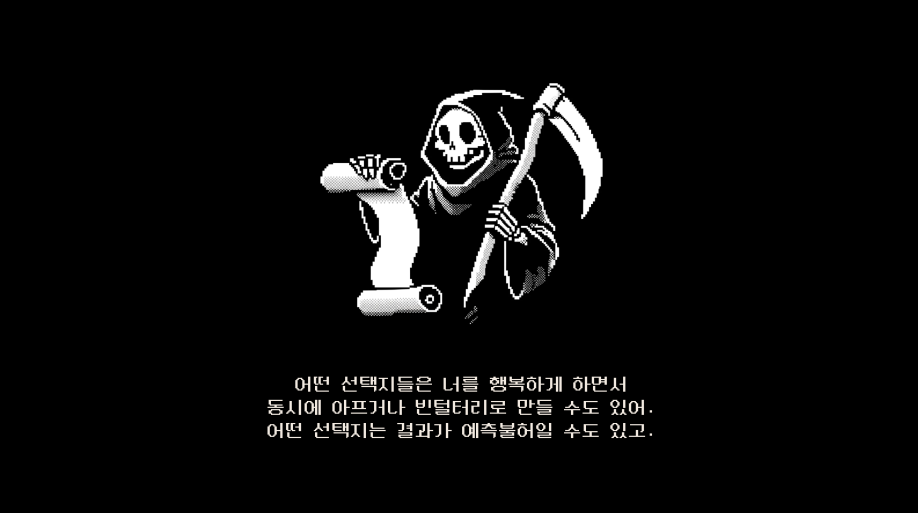 어떤 선택지들은 너를 행복하게 하면서
동시에 아프거나 빈털터리로 만들 수도 있어.
어떤 선택지는 결과가 예측불허일 수도 있고.